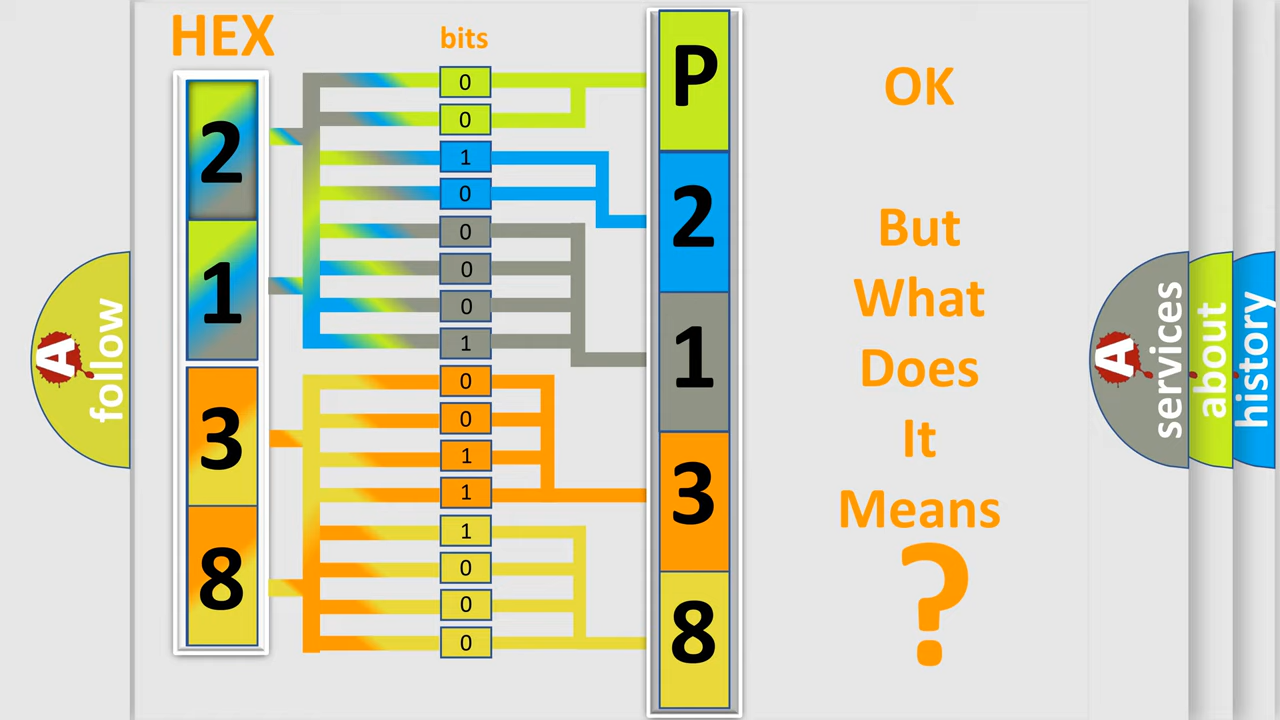 HEX
bits
2
1
3
8
0
0
1
0
0
0
0
1
0
0
1
1
1
0
0
0
P
2
1
3
8
OK
But
What
Does
It
Means
?
A
follow
A
services
about
history